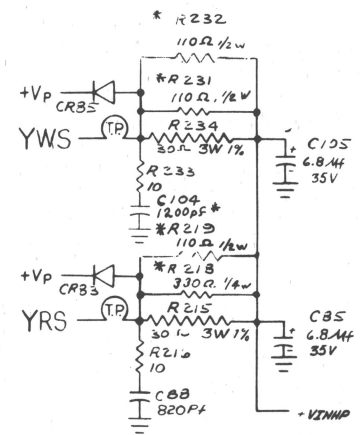 * R232
110Ω 1/2W
*R231
+Vp
110Ω, 1/2W
CR85
R234
T.P.
YWS
30Ω 3W 1%
C105
6.8μf
35V
R233
10
C104
1200pf *
*R219
110Ω 1/2W
*R218
+Vp
330Ω 1/4W
CR83
R215
T.P.
YRS
30Ω 3W 1%
C85
6.8μf
35V
R216
10
C88
820Pf
+VINHP